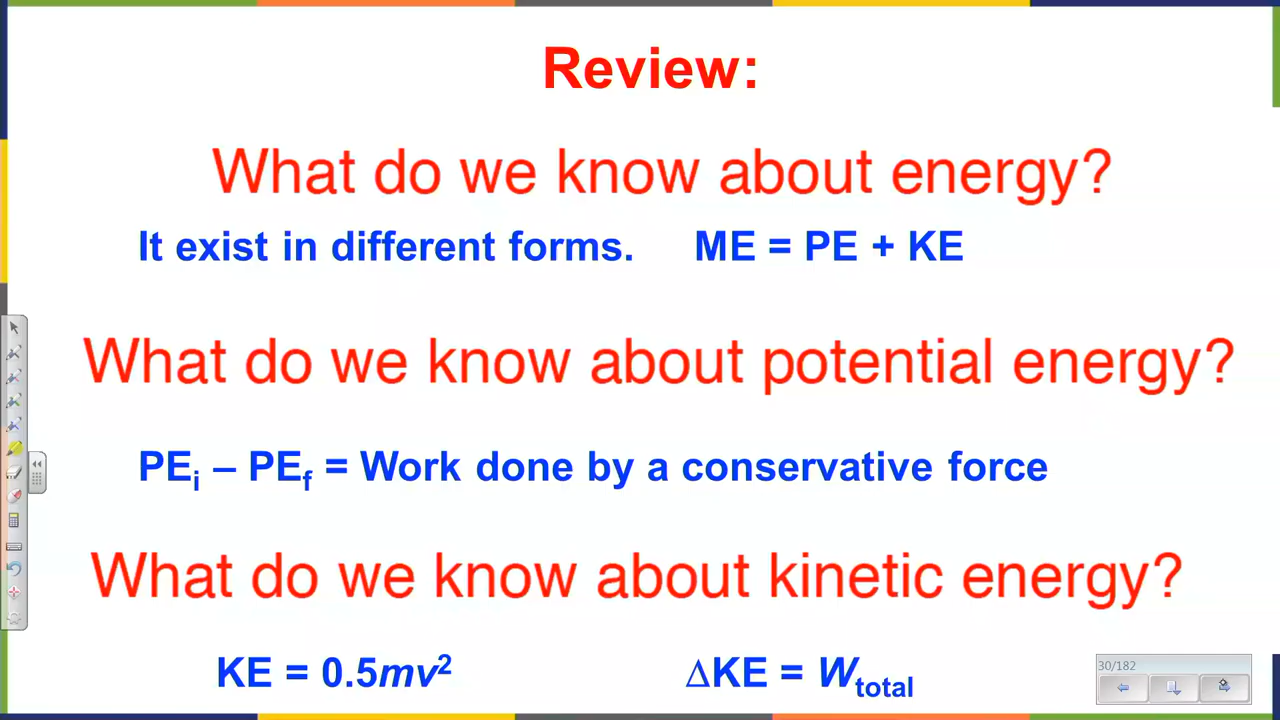 Review:
What do we know about energy?
It exist in different forms. ME = PE + KE
What do we know about potential energy?
PEᵢ – PE_f = Work done by a conservative force
What do we know about kinetic energy?
KE = 0.5mv² ΔKE = W_total
30/182